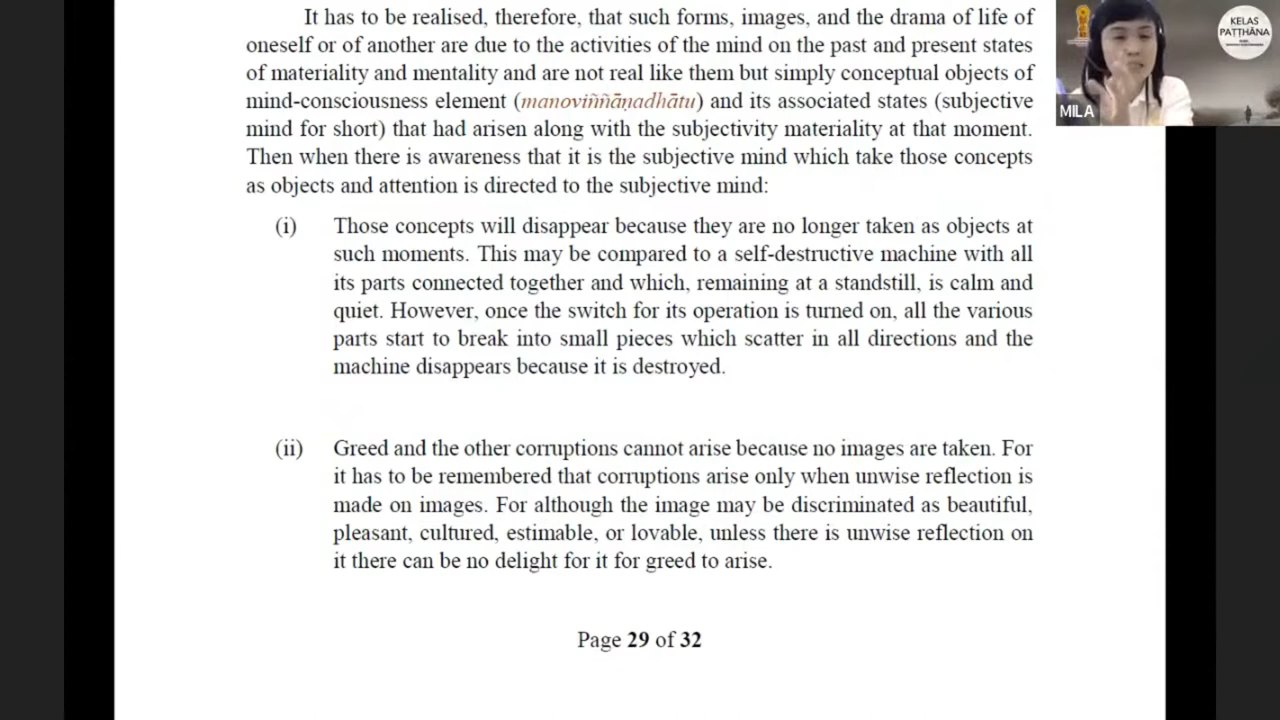 It has to be realised, therefore, that such forms, images, and the drama of life of
oneself or of another are due to the activities of the mind on the past and present states
of materiality and mentality and are not real like them but simply conceptual objects of
mind-consciousness element (manoviññāṇadhātu) and its associated states (subjective
mind for short) that had arisen along with the subjectivity materiality at that moment.
Then when there is awareness that it is the subjective mind which take those concepts
as objects and attention is directed to the subjective mind:
(i) Those concepts will disappear because they are no longer taken as objects at
such moments. This may be compared to a self-destructive machine with all
its parts connected together and which, remaining at a standstill, is calm and
quiet. However, once the switch for its operation is turned on, all the various
parts start to break into small pieces which scatter in all directions and the
machine disappears because it is destroyed.
(ii) Greed and the other corruptions cannot arise because no images are taken. For
it has to be remembered that corruptions arise only when unwise reflection is
made on images. For although the image may be discriminated as beautiful,
pleasant, cultured, estimable, or lovable, unless there is unwise reflection on
it there can be no delight for it for greed to arise.
Page 29 of 32
KELAS
PAṬṬHĀNA
MILA